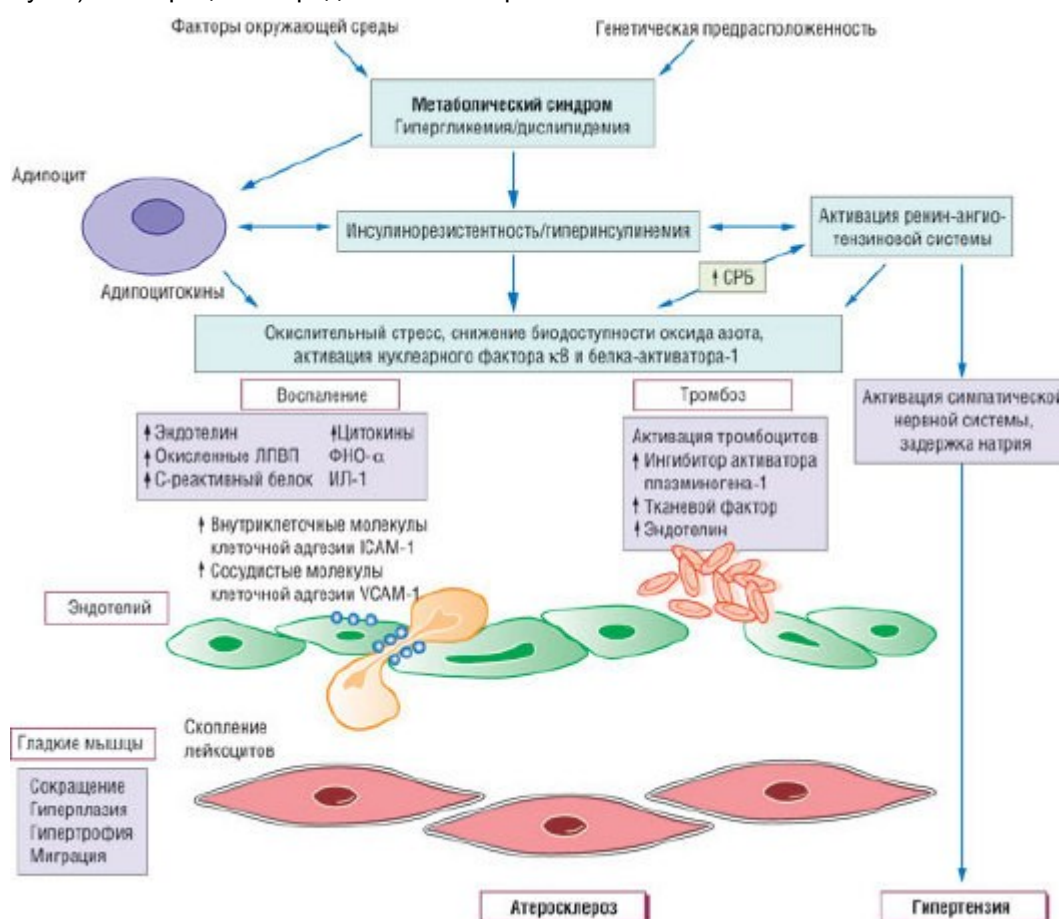 Факторы окружающей среды
Генетическая предрасположенность
Метаболический синдром
Гипергликемия/дислипидемия
Адипоцит
Инсулинорезистентность/гиперинсулинемия
Активация ренин-ангио-
тензиновой системы
↑ СРБ
Адипоцитокины
Окислительный стресс, снижение биодоступности оксида азота,
активация нуклеарного фактора кВ и белка-активатора-1
Воспаление
↑ Эндотелин
↑ Окисленные ЛПВП
↑ С-реактивный белок
↑Цитокины
ФНО-α
ИЛ-1
↑ Внутриклеточные молекулы
клеточной адгезии ICAM-1
↑ Сосудистые молекулы
клеточной адгезии VCAM-1
Тромбоз
Активация тромбоцитов
↑ Ингибитор активатора
плазминогена-1
↑ Тканевой фактор
↑ Эндотелин
Активация симпатической
нервной системы,
задержка натрия
Эндотелий
Скопление
лейкоцитов
Гладкие мышцы
Сокращение
Гиперплазия
Гипертрофия
Миграция
Атеросклероз
Гипертензия